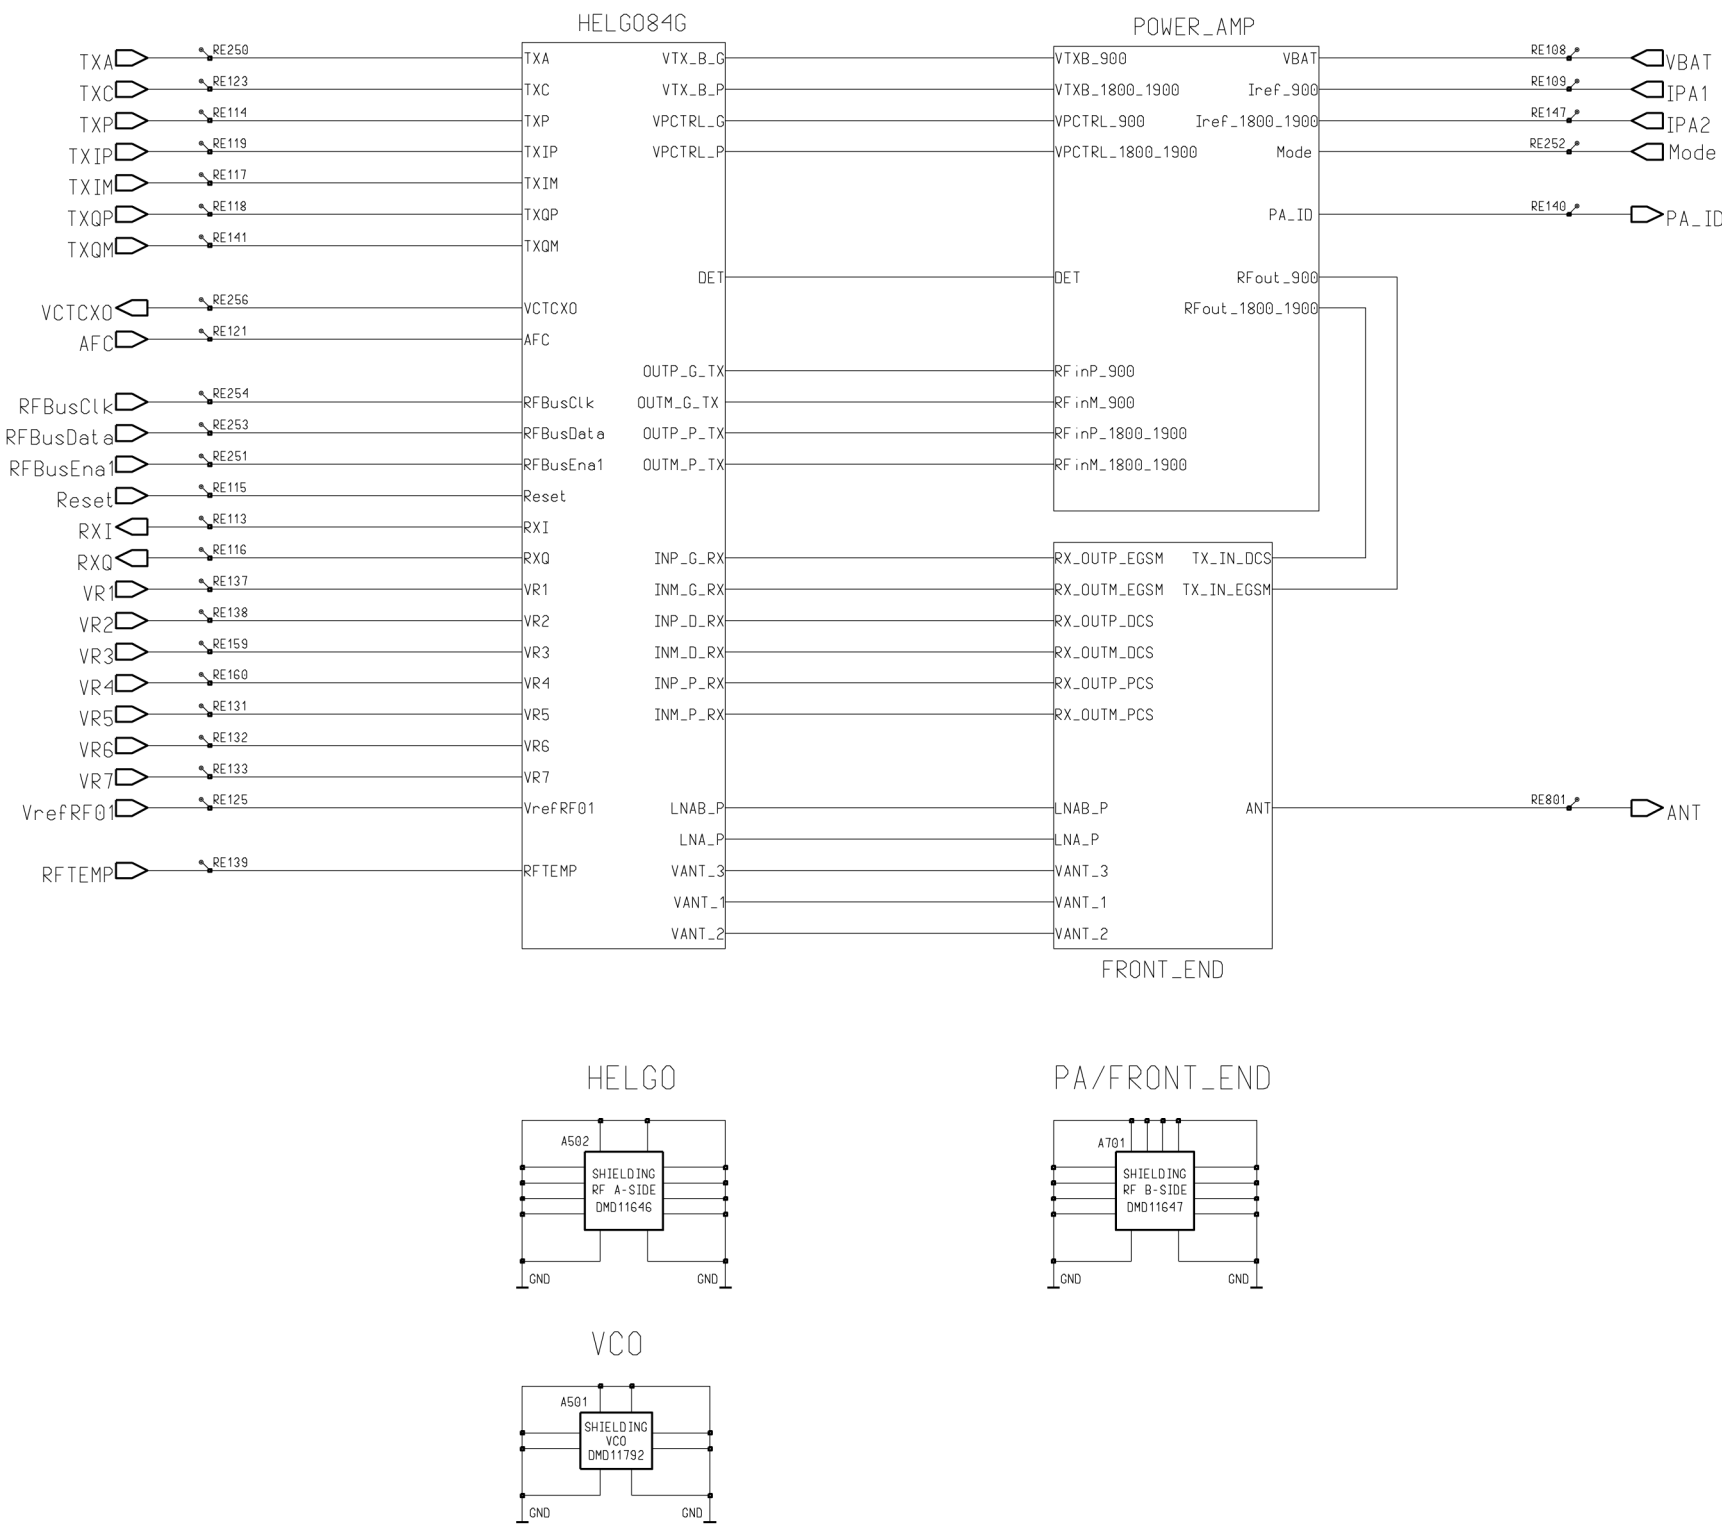 HELGO84G
POWER_AMP
TXA RE250 TXA VTX_B_G VTXB_900 VBAT RE108 VBAT
TXC RE123 TXC VTX_B_P VTXB_1800_1900 Iref_900 RE109 IPA1
TXP RE114 TXP VPCTRL_G VPCTRL_900 Iref_1800_1900 RE147 IPA2
TXIP RE119 TXIP VPCTRL_P VPCTRL_1800_1900 Mode RE252 Mode
TXIM RE117 TXIM
TXQP RE118 TXQP PA_ID RE140 PA_ID
TXQM RE141 TXQM
DET DET RFout_900
VCTCXO RE256 VCTCXO RFout_1800_1900
AFC RE121 AFC
OUTP_G_TX RFinP_900
RFBusClk RE254 RFBusClk OUTM_G_TX RFinM_900
RFBusData RE253 RFBusData OUTP_P_TX RFinP_1800_1900
RFBusEna1 RE251 RFBusEna1 OUTM_P_TX RFinM_1800_1900
Reset RE115 Reset
RXI RE113 RXI
RXQ RE116 RXQ INP_G_RX RX_OUTP_EGSM TX_IN_DCS
VR1 RE137 VR1 INM_G_RX RX_OUTM_EGSM TX_IN_EGSM
VR2 RE138 VR2 INP_D_RX RX_OUTP_DCS
VR3 RE159 VR3 INM_D_RX RX_OUTM_DCS
VR4 RE160 VR4 INP_P_RX RX_OUTP_PCS
VR5 RE131 VR5 INM_P_RX RX_OUTM_PCS
VR6 RE132 VR6
VR7 RE133 VR7
VrefRF01 RE125 VrefRF01 LNAB_P LNAB_P ANT RE801 ANT
LNA_P LNA_P
RFTEMP RE139 RFTEMP VANT_3 VANT_3
VANT_1 VANT_1
VANT_2 VANT_2
FRONT_END
HELGO
A502
SHIELDING
RF A-SIDE
DMD11646
GND GND
PA/FRONT_END
A701
SHIELDING
RF B-SIDE
DMD11647
GND GND
VCO
A501
SHIELDING
VCO
DMD11792
GND GND